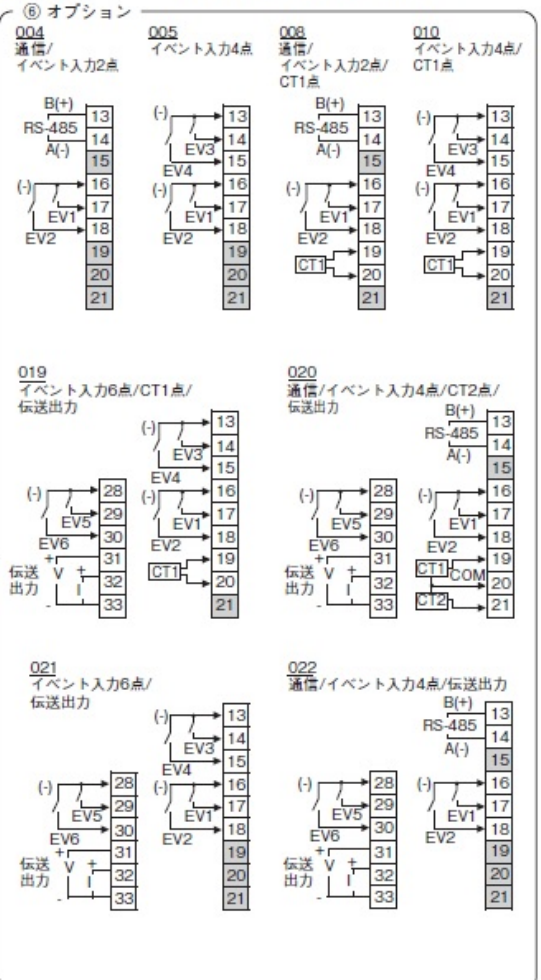 ⑥ オプション
004
通信/
イベント入力2点
B(+)
RS-485
A(-)
(-)
EV1
EV2
13
14
15
16
17
18
19
20
21
005
イベント入力4点
(-)
EV3
EV4
(-)
EV1
EV2
13
14
15
16
17
18
19
20
21
008
通信/
イベント入力2点/
CT1点
B(+)
RS-485
A(-)
(-)
EV1
EV2
CT1
13
14
15
16
17
18
19
20
21
010
イベント入力4点/
CT1点
(-)
EV3
EV4
(-)
EV1
EV2
CT1
13
14
15
16
17
18
19
20
21
019
イベント入力6点/CT1点/
伝送出力
(-)
EV5
EV6
伝送
出力
+
V
+
I
-
28
29
30
31
32
33
(-)
EV3
EV4
(-)
EV1
EV2
CT1
13
14
15
16
17
18
19
20
21
020
通信/イベント入力4点/CT2点/
伝送出力
(-)
EV5
EV6
伝送
出力
+
V
+
I
-
28
29
30
31
32
33
B(+)
RS-485
A(-)
(-)
EV1
EV2
CT1
COM
CT2
13
14
15
16
17
18
19
20
21
021
イベント入力6点/
伝送出力
(-)
EV5
EV6
伝送
出力
+
V
+
I
-
28
29
30
31
32
33
(-)
EV3
EV4
(-)
EV1
EV2
13
14
15
16
17
18
19
20
21
022
通信/イベント入力4点/伝送出力
(-)
EV5
EV6
伝送
出力
+
V
+
I
-
28
29
30
31
32
33
B(+)
RS-485
A(-)
(-)
EV1
EV2
13
14
15
16
17
18
19
20
21